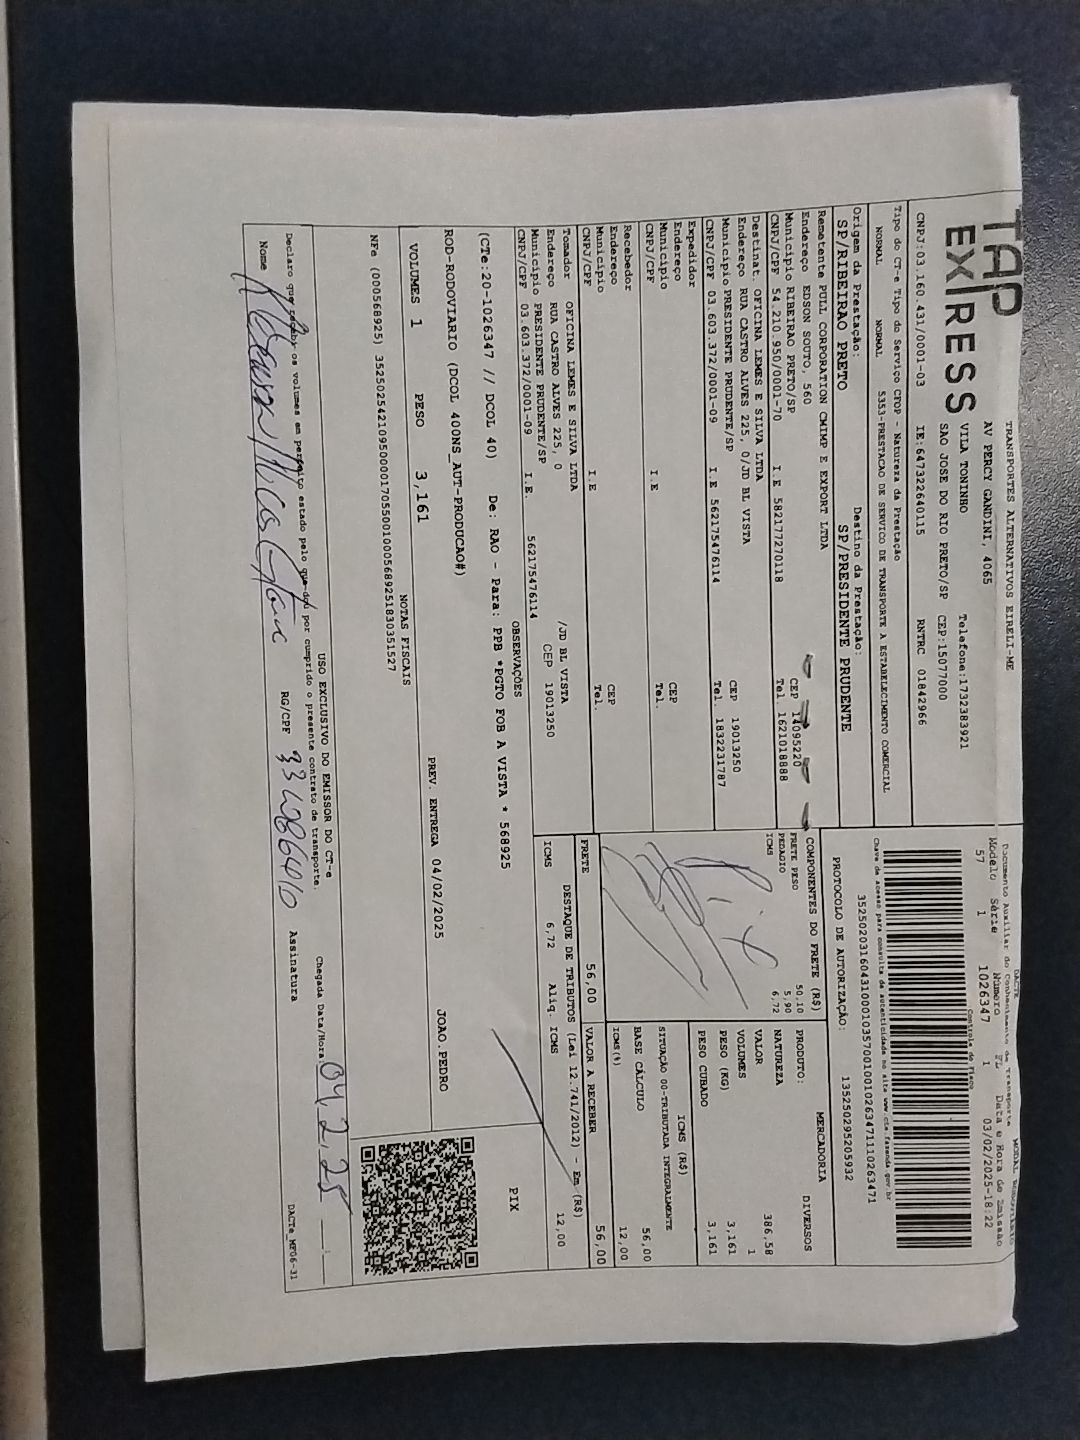 TAP
EXPRESS
TRANSPORTES ALTERNATIVOS EIRELI-ME
AV PERCY GANDINI, 4065
VILA TONINHO Telefone:1732383921
SAO JOSE DO RIO PRETO/SP CEP:15077000
CNPJ:03.160.431/0001-03 IE:647322640115 RNTRC 01842966
DACTE
Documento Auxiliar do Conhecimento de Transporte MODAL RODOVIÁRIO
Modelo Série Número FL Data e Hora de Emissão
57 1 1026347 1 03/02/2025-18:22
Controle do Fisco
Chave de acesso para consulta de autenticidade no site www.cte.fazenda.gov.br
35250203160431000103570010010263471110263471
PROTOCOLO DE AUTORIZAÇÃO: 135250295205932
Tipo do CT-e Tipo do Serviço CFOP - Natureza da Prestação
NORMAL NORMAL 5353-PRESTACAO DE SERVICO DE TRANSPORTE A ESTABELECIMENTO COMERCIAL
Origem da Prestação: Destino da Prestação:
SP/RIBEIRAO PRETO SP/PRESIDENTE PRUDENTE
Remetente PULL CORPORATION CMIMP E EXPORT LTDA
Endereço EDSON SOUTO, 560 CEP 14095220
Município RIBEIRAO PRETO/SP Tel. 1621018888
CNPJ/CPF 54.210.950/0001-70 I.E 582177270118
Destinat. OFICINA LEMES E SILVA LTDA
Endereço RUA CASTRO ALVES 225, 0/JD BL VISTA CEP 19013250
Município PRESIDENTE PRUDENTE/SP Tel. 1832231787
CNPJ/CPF 03.603.372/0001-09 I.E 562175476114
Expedidor
Endereço CEP
Município Tel.
CNPJ/CPF I.E
Recebedor
Endereço CEP
Município Tel.
CNPJ/CPF I.E
Tomador OFICINA LEMES E SILVA LTDA
Endereço RUA CASTRO ALVES 225, 0 /JD BL VISTA
Município PRESIDENTE PRUDENTE/SP CEP 19013250
CNPJ/CPF 03.603.372/0001-09 I.E. 562175476114
COMPONENTES DO FRETE (R$)
FRETE PESO 50,10
PEDAGIO 5,90
ICMS 6,72
Pix
FRETE 56,00
MERCADORIA
PRODUTO: DIVERSOS
NATUREZA
VALOR 386,58
VOLUMES 1
PESO (KG) 3,161
PESO CUBADO 3,161
ICMS (R$)
SITUAÇÃO 00-TRIBUTADA INTEGRALMENTE
BASE CÁLCULO 56,00
ICMS(%) 12,00
VALOR A RECEBER 56,00
DESTAQUE DE TRIBUTOS (Lei 12.741/2012) - Em (R$)
ICMS 6,72 Aliq. ICMS 12,00
OBSERVAÇÕES
(CTe:20-1026347 // DCOL 40) De: RAO - Para: PPB *PGTO FOB A VISTA * 568925
PIX
ROD-RODOVIARIO (DCOL 400NS_AUT-PRODUCAO#)
VOLUMES 1 PESO 3,161 PREV. ENTREGA 04/02/2025 JOAO.PEDRO
NOTAS FISCAIS
NFe (000568925) 35250254210950000170550010005689251830351527
USO EXCLUSIVO DO EMISSOR DO CT-e
Declaro que recebi os volumes em perfeito estado pelo que dou por cumprido o presente contrato de transporte.
Chegada Data/Hora 04.2.25
Nome RG/CPF Assinatura
DACTe_MP06-31